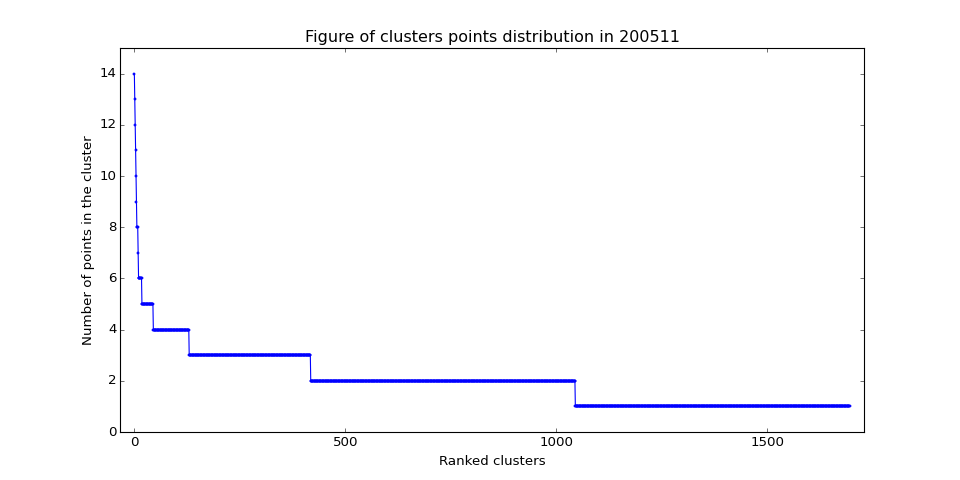 Figure of clusters points distribution in 200511
14
12
10
8
6
4
2
0
Number of points in the cluster
0 500 1000 1500
Ranked clusters